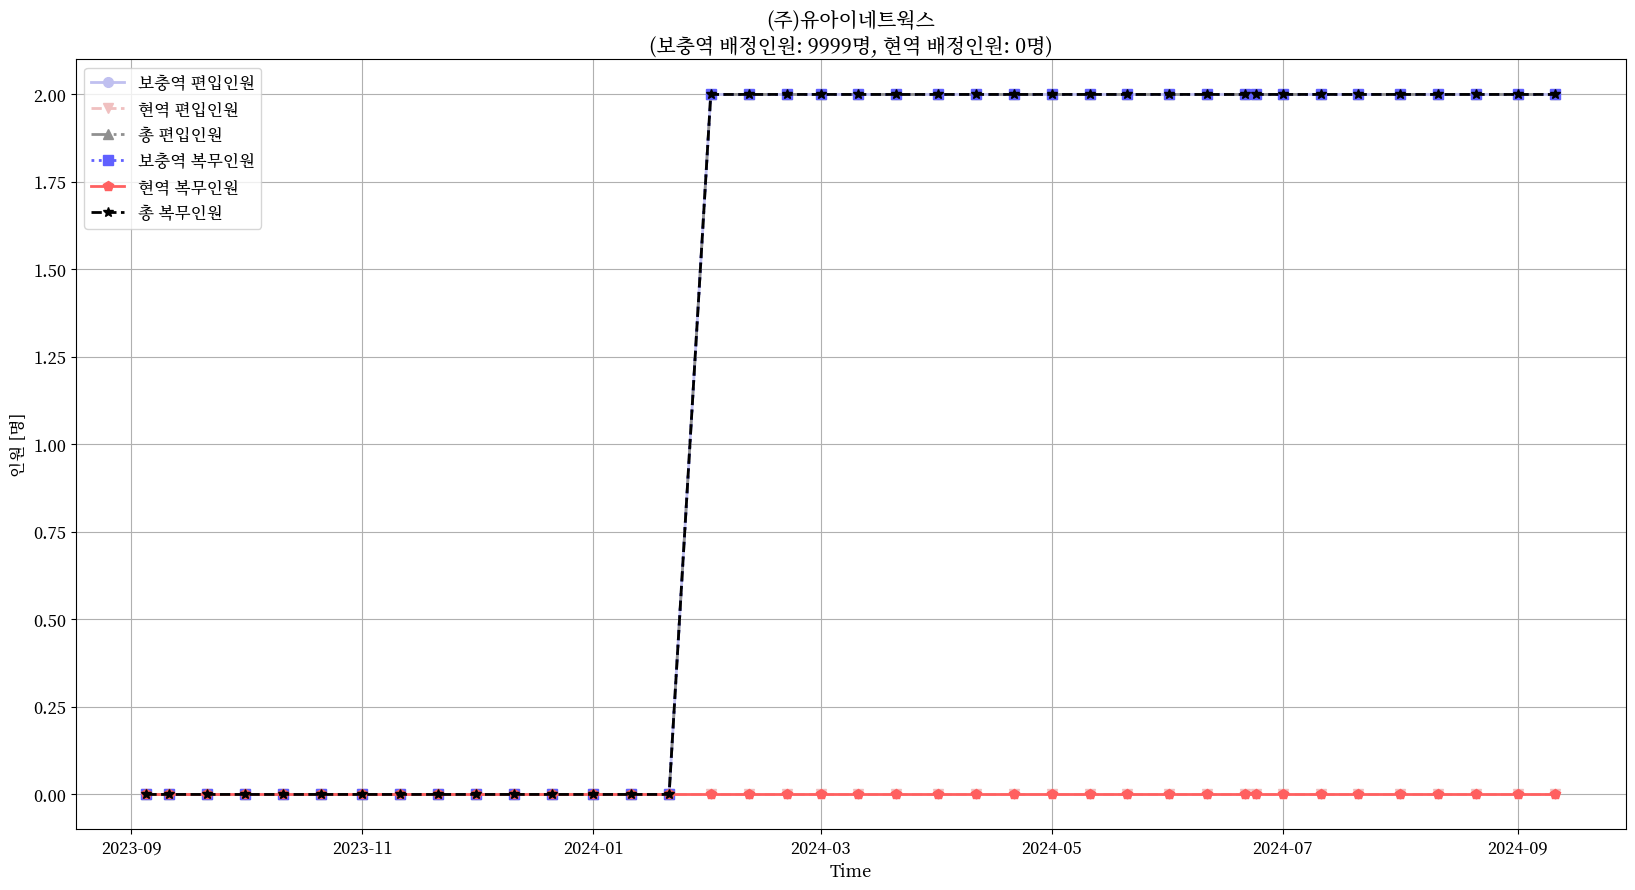 (주)유아이네트웍스
(보충역 배정인원: 9999명, 현역 배정인원: 0명)
보충역 편입인원
현역 편입인원
총 편입인원
보충역 복무인원
현역 복무인원
총 복무인원
2.00
1.75
1.50
1.25
1.00
0.75
0.50
0.25
0.00
인원 [명]
2023-09
2023-11
2024-01
2024-03
2024-05
2024-07
2024-09
Time